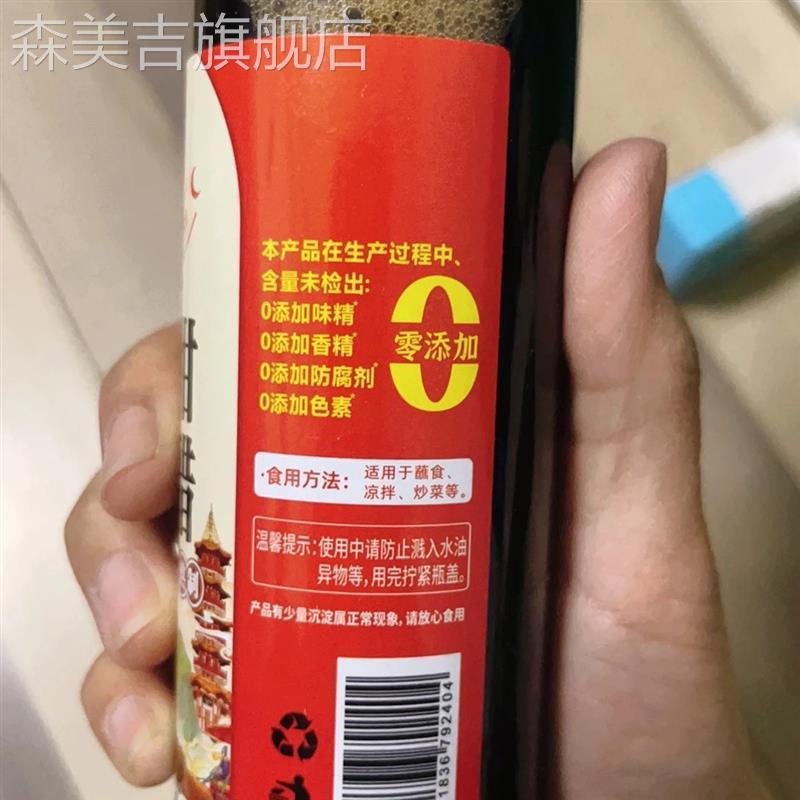 森美吉旗舰店
本产品在生产过程中、
含量未检出:
0添加味精*
0添加香精*
0添加防腐剂*
0添加色素*
零添加
·食用方法: 适用于蘸食、
凉拌、炒菜等。
温馨提示:使用中请防止溅入水油
异物等,用完拧紧瓶盖。
产品有少量沉淀属正常现象,请放心食用
1836792404